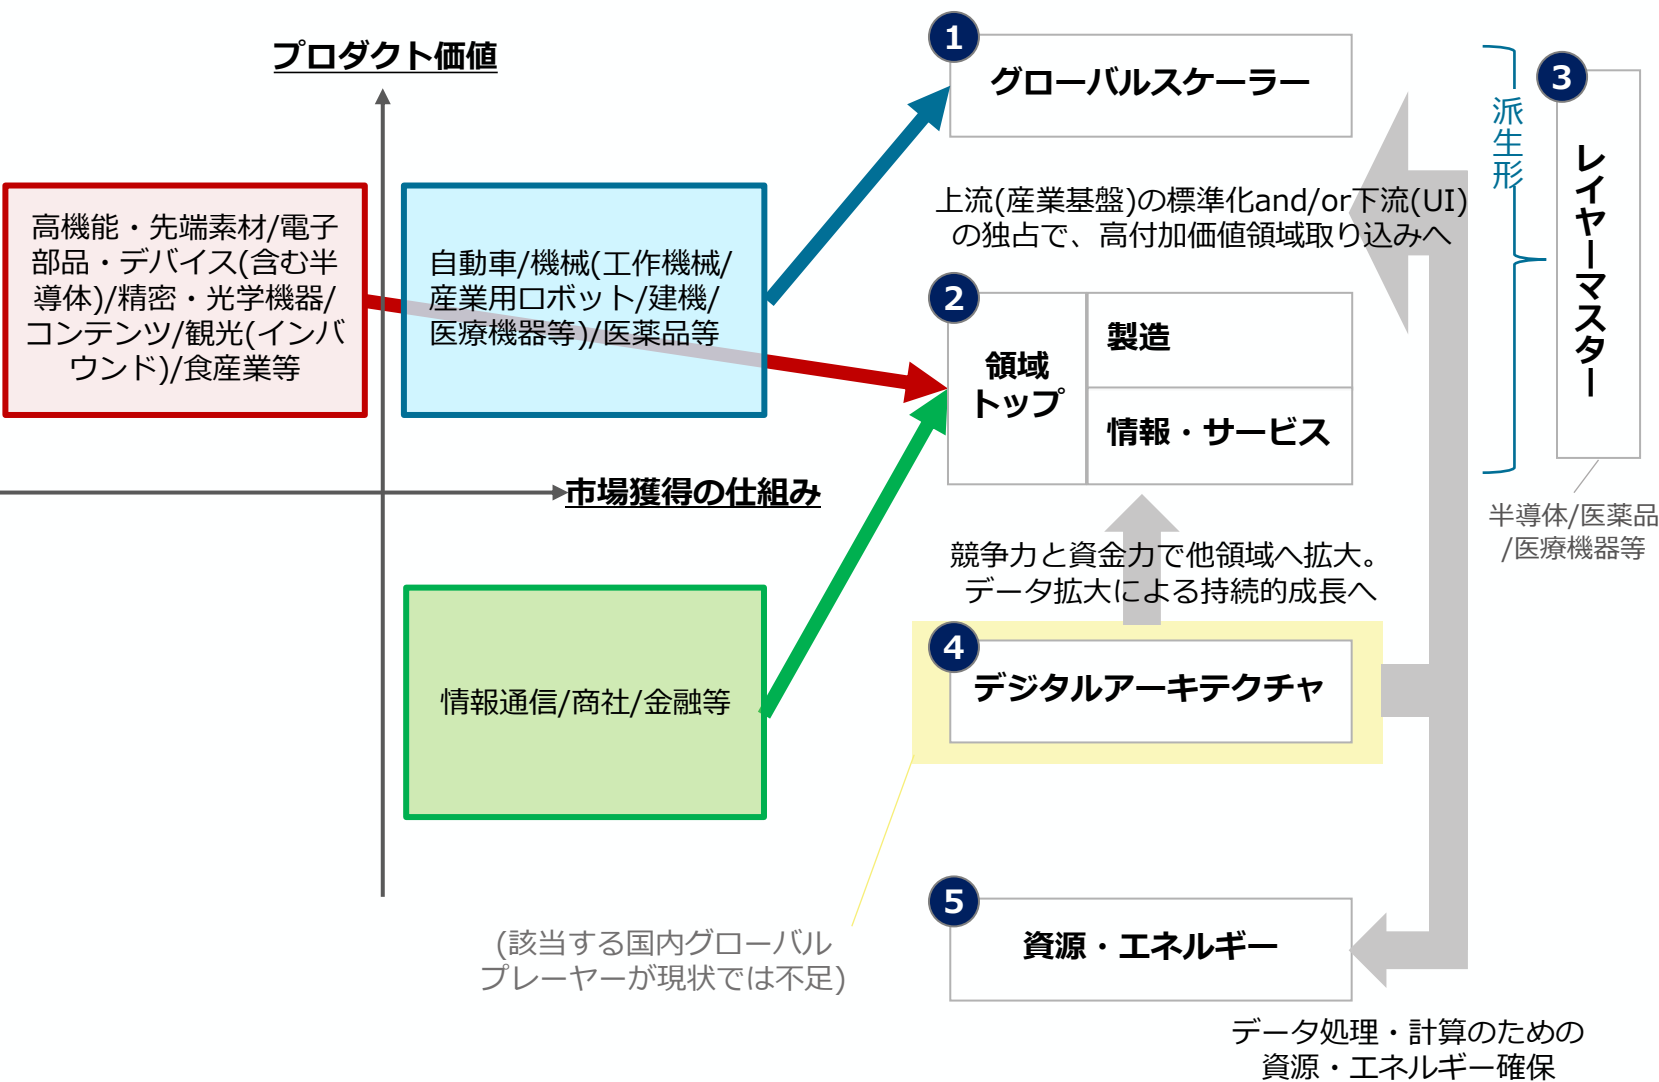 プロダクト価値
高機能・先端素材/電子
部品・デバイス(含む半
導体)/精密・光学機器/
コンテンツ/観光(インバ
ウンド)/食産業等
自動車/機械(工作機械/
産業用ロボット/建機/
医療機器等)/医薬品等
市場獲得の仕組み
情報通信/商社/金融等
(該当する国内グローバル
プレーヤーが現状では不足)
1
グローバルスケーラー
上流(産業基盤)の標準化and/or下流(UI)
の独占で、高付加価値領域取り込みへ
2
領域
トップ
製造
情報・サービス
競争力と資金力で他領域へ拡大。
データ拡大による持続的成長へ
4
デジタルアーキテクチャ
5
資源・エネルギー
データ処理・計算のための
資源・エネルギー確保
派生形
3
レイヤーマスター
半導体/医薬品
/医療機器等